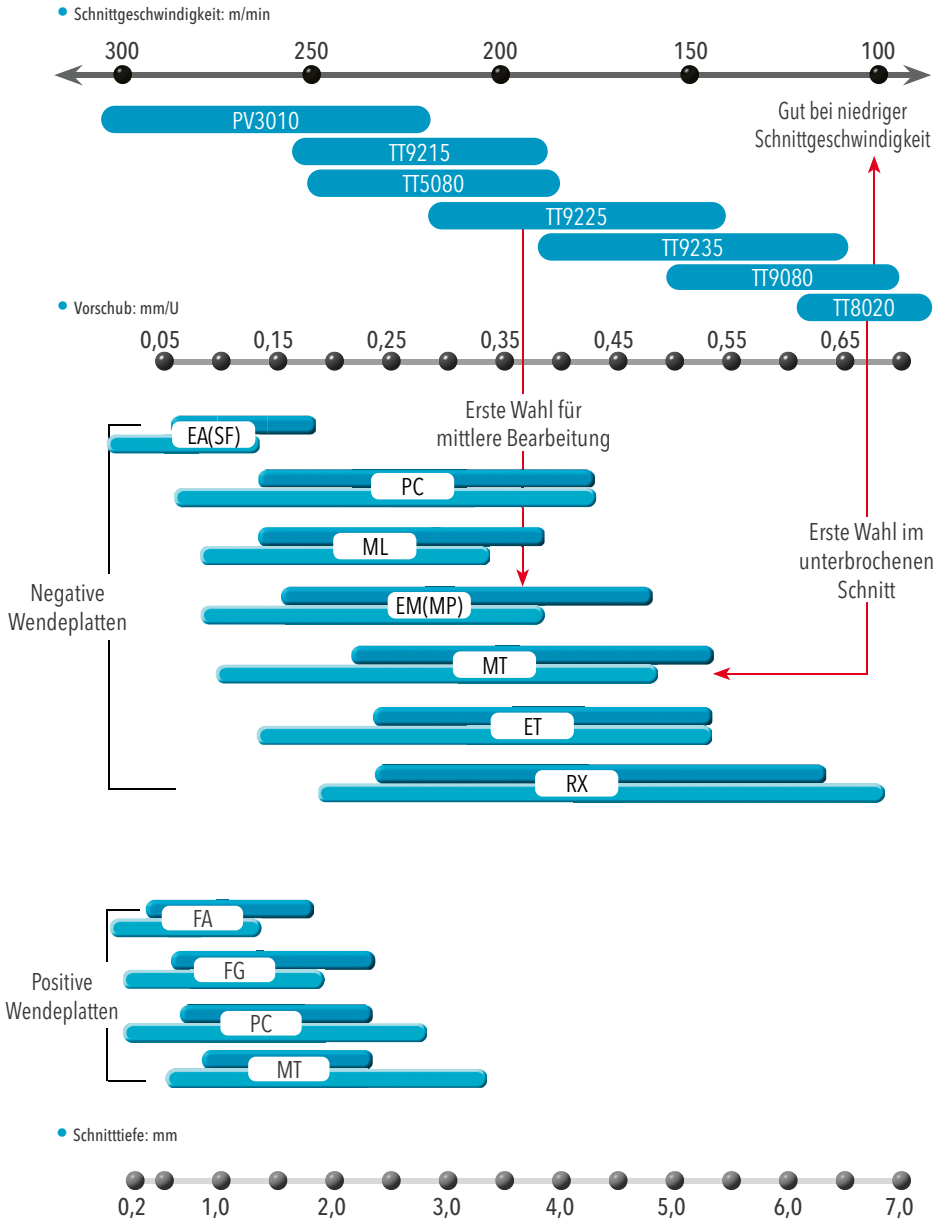 Schnittgeschwindigkeit: m/min
300 250 200 150 100
PV3010
Gut bei niedriger
Schnittgeschwindigkeit
TT9215
TT5080
TT9225
TT9235
TT9080
TT8020
Vorschub: mm/U
0,05 0,15 0,25 0,35 0,45 0,55 0,65
Erste Wahl für
mittlere Bearbeitung
EA(SF)
PC
ML
Erste Wahl im
unterbrochenen
Schnitt
Negative
Wendeplatten
EM(MP)
MT
ET
RX
FA
FG
Positive
Wendeplatten
PC
MT
Schnitttiefe: mm
0,2 1,0 2,0 3,0 4,0 5,0 6,0 7,0